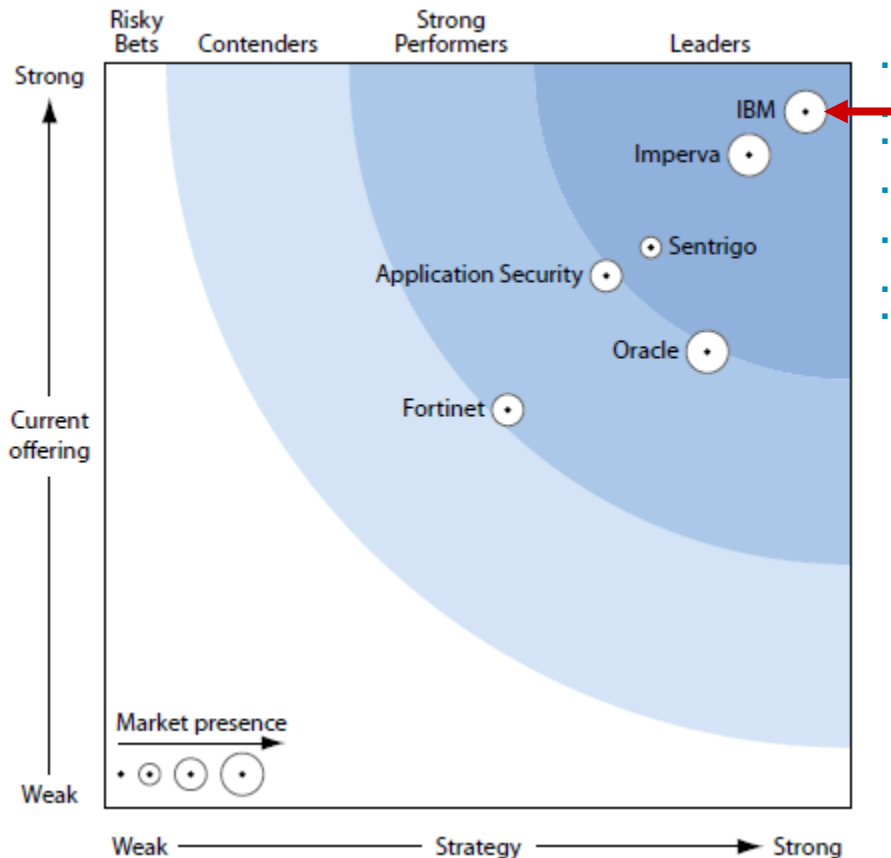 Risky
Bets
Contenders
Strong
Performers
Leaders
Strong
IBM
Imperva
Sentrigo
Application Security
Oracle
Fortinet
Current
offering
Market presence
Weak
Weak
Strategy
Strong